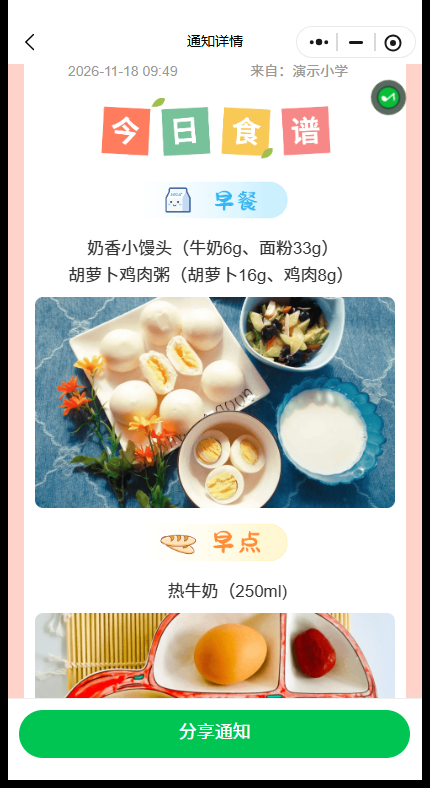 通知详情
2026-11-18 09:49 来自：演示小学
今日食谱
早餐
奶香小馒头（牛奶6g、面粉33g）
胡萝卜鸡肉粥（胡萝卜16g、鸡肉8g）
早点
热牛奶（250ml)
分享通知